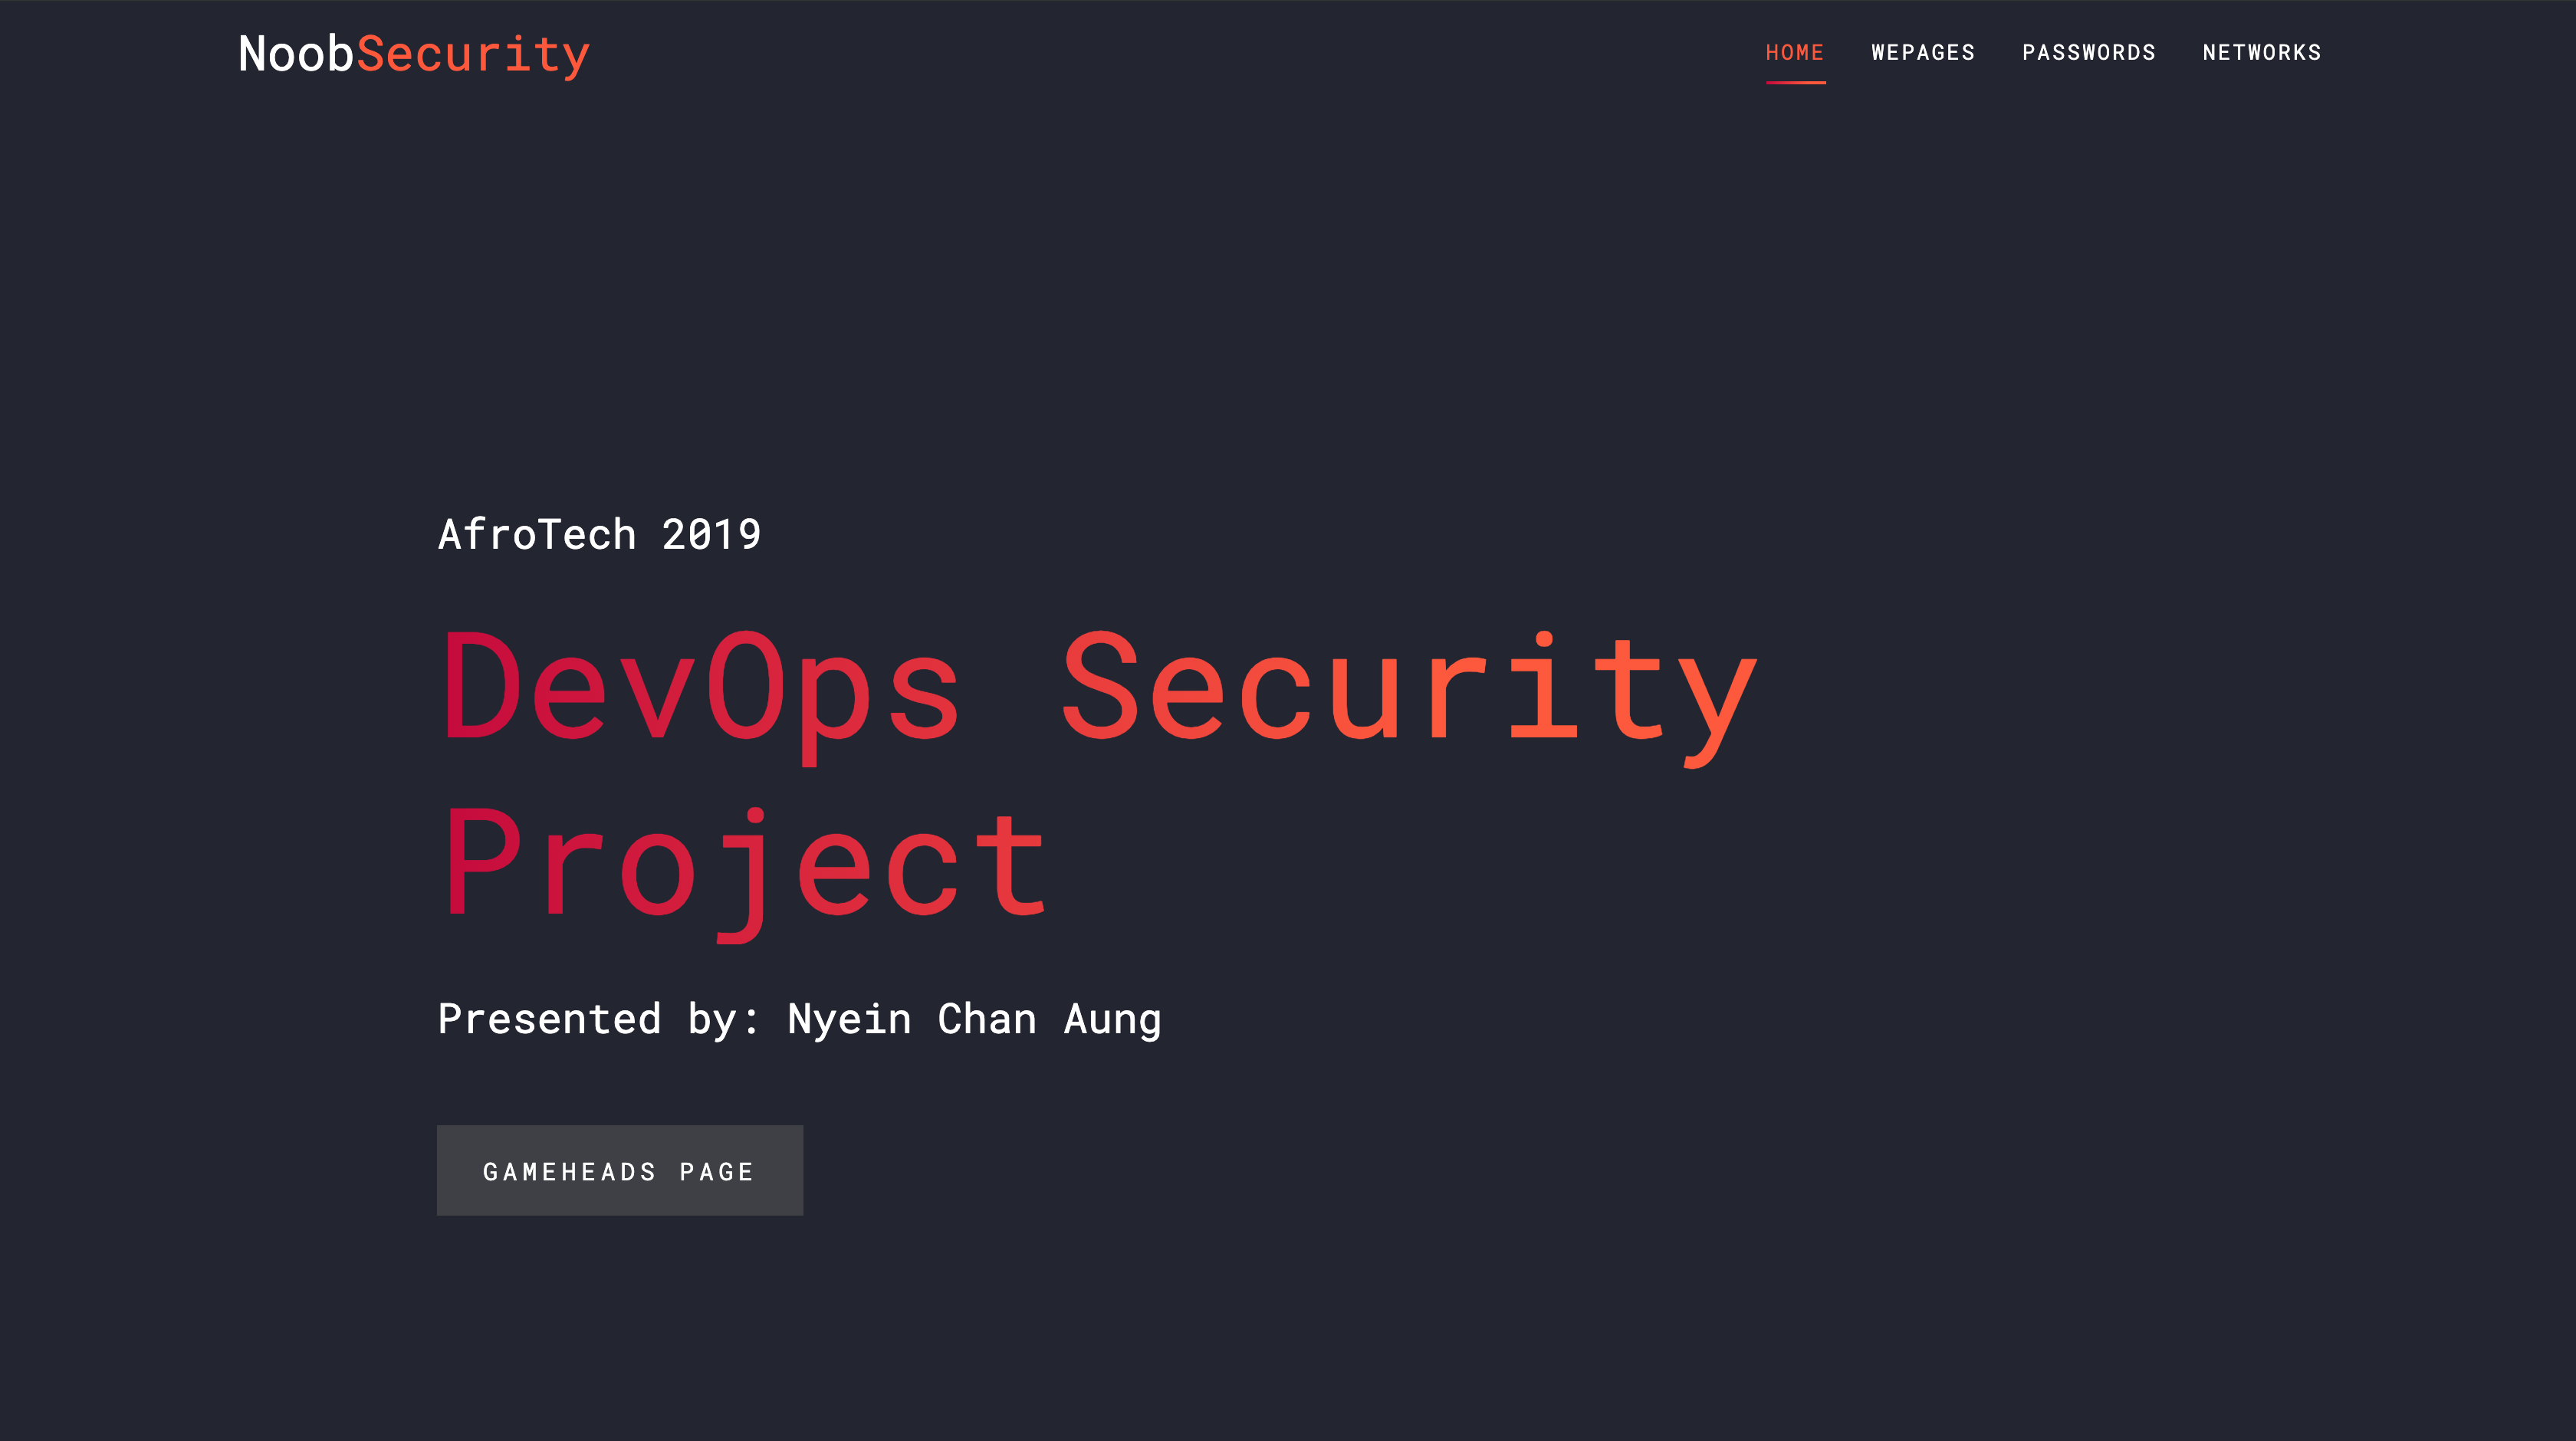 NoobSecurity
HOME WEPAGES PASSWORDS NETWORKS
AfroTech 2019
DevOps Security
Project
Presented by: Nyein Chan Aung
GAMEHEADS PAGE